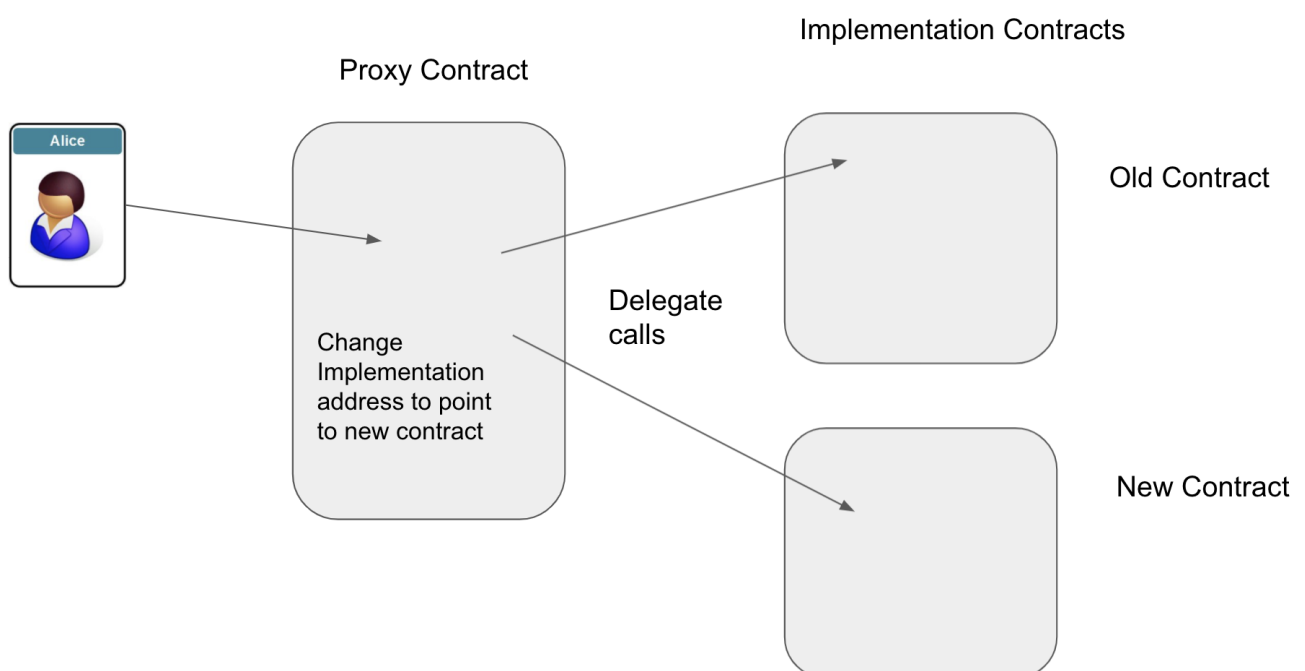 Implementation Contracts
Proxy Contract
Alice
Old Contract
Delegate
calls
Change
Implementation
address to point
to new contract
New Contract